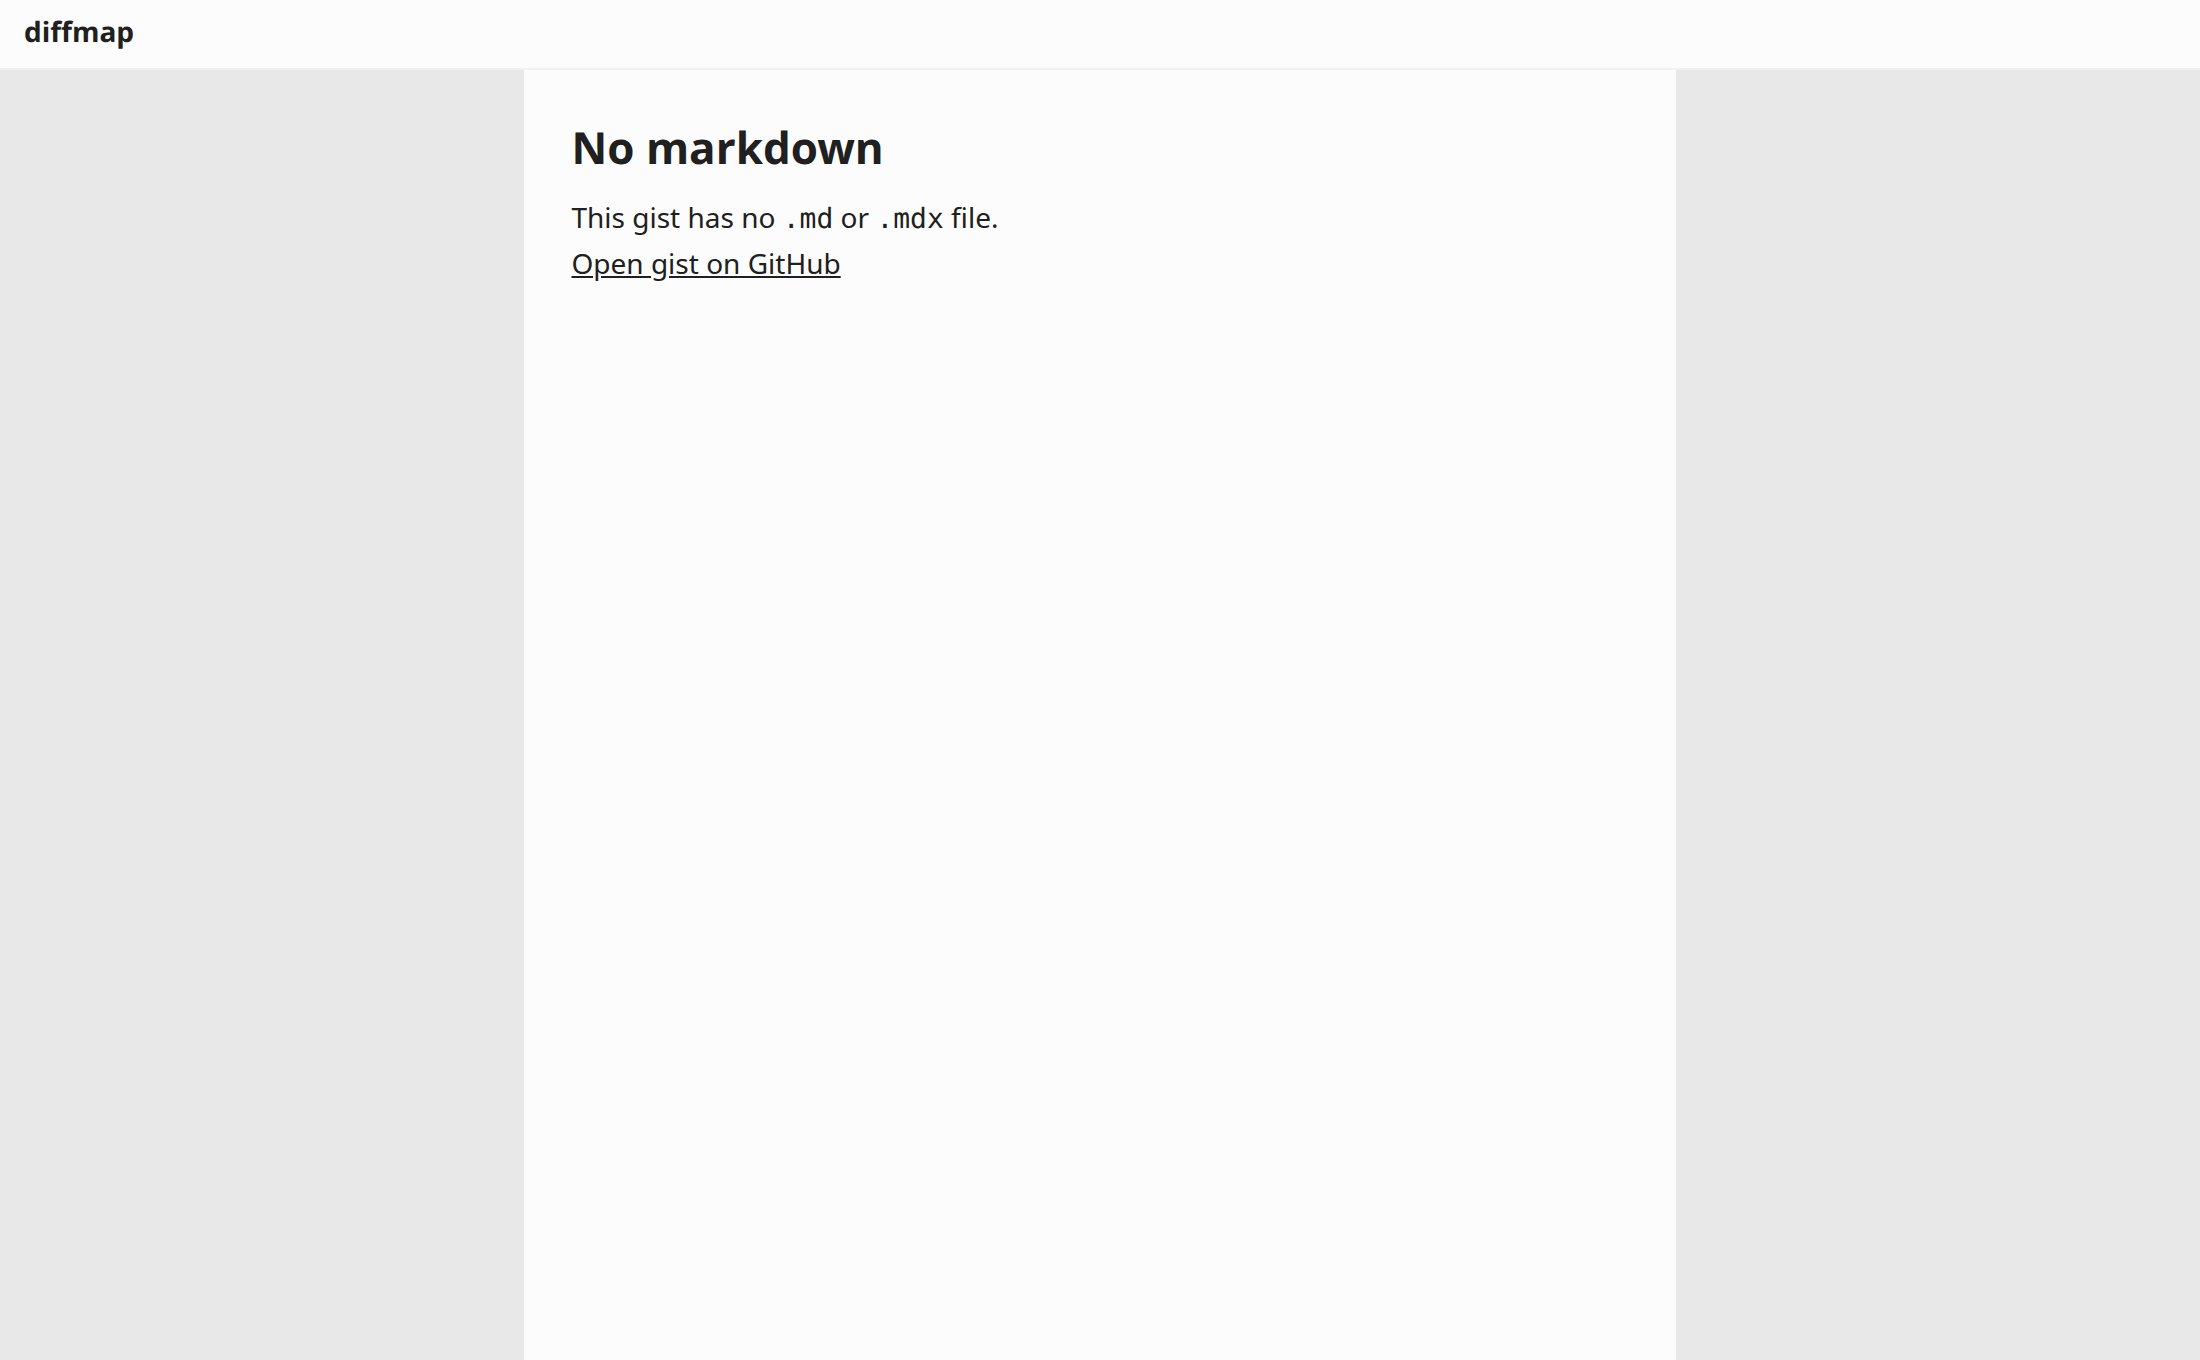 diffmap
No markdown
This gist has no .md or .mdx file.
Open gist on GitHub